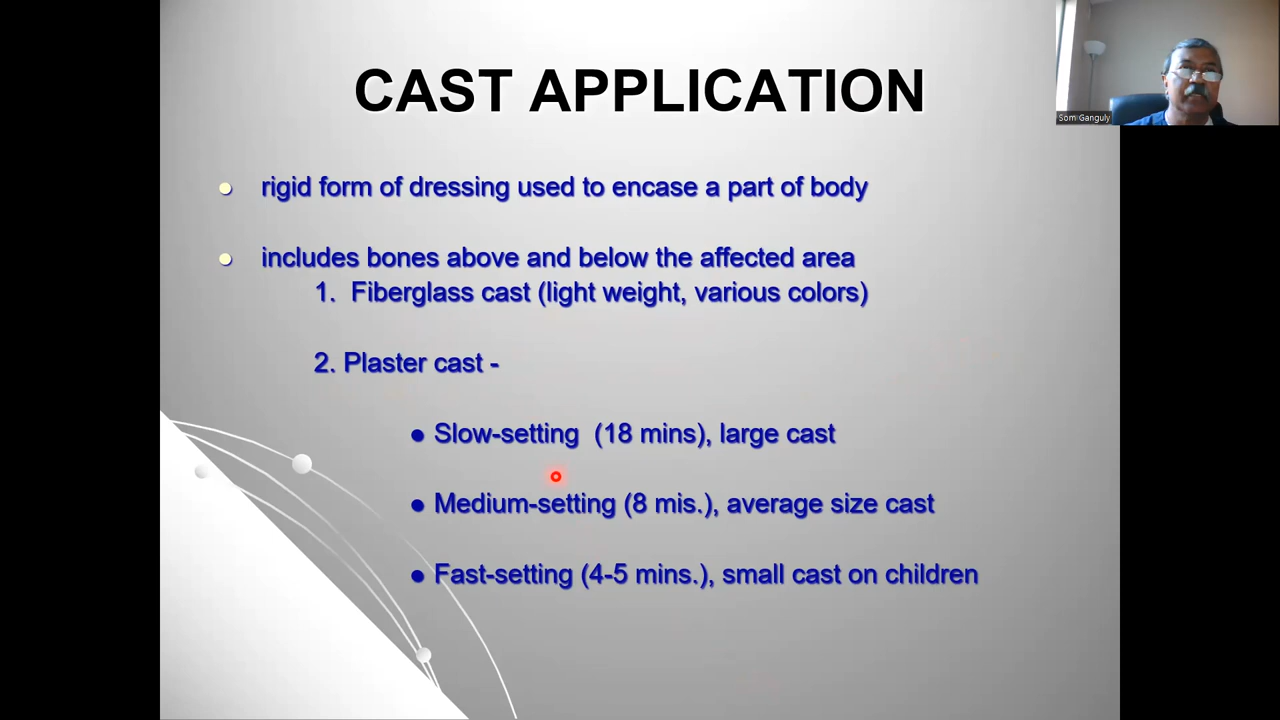 CAST APPLICATION
Som Ganguly
rigid form of dressing used to encase a part of body
includes bones above and below the affected area
1. Fiberglass cast (light weight, various colors)
2. Plaster cast -
Slow-setting (18 mins), large cast
Medium-setting (8 mis.), average size cast
Fast-setting (4-5 mins.), small cast on children